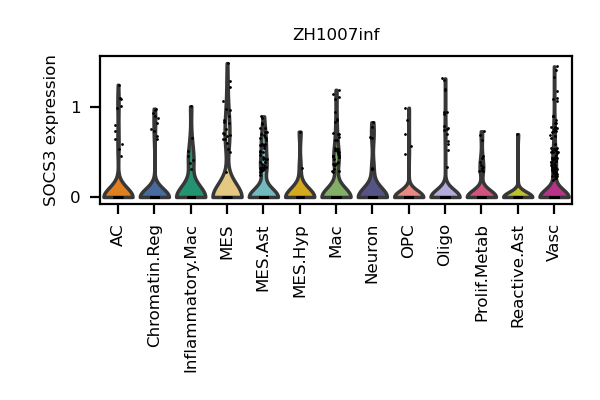 ZH1007inf
SOCS3 expression
1
0
AC
Chromatin.Reg
Inflammatory.Mac
MES
MES.Ast
MES.Hyp
Mac
Neuron
OPC
Oligo
Prolif.Metab
Reactive.Ast
Vasc